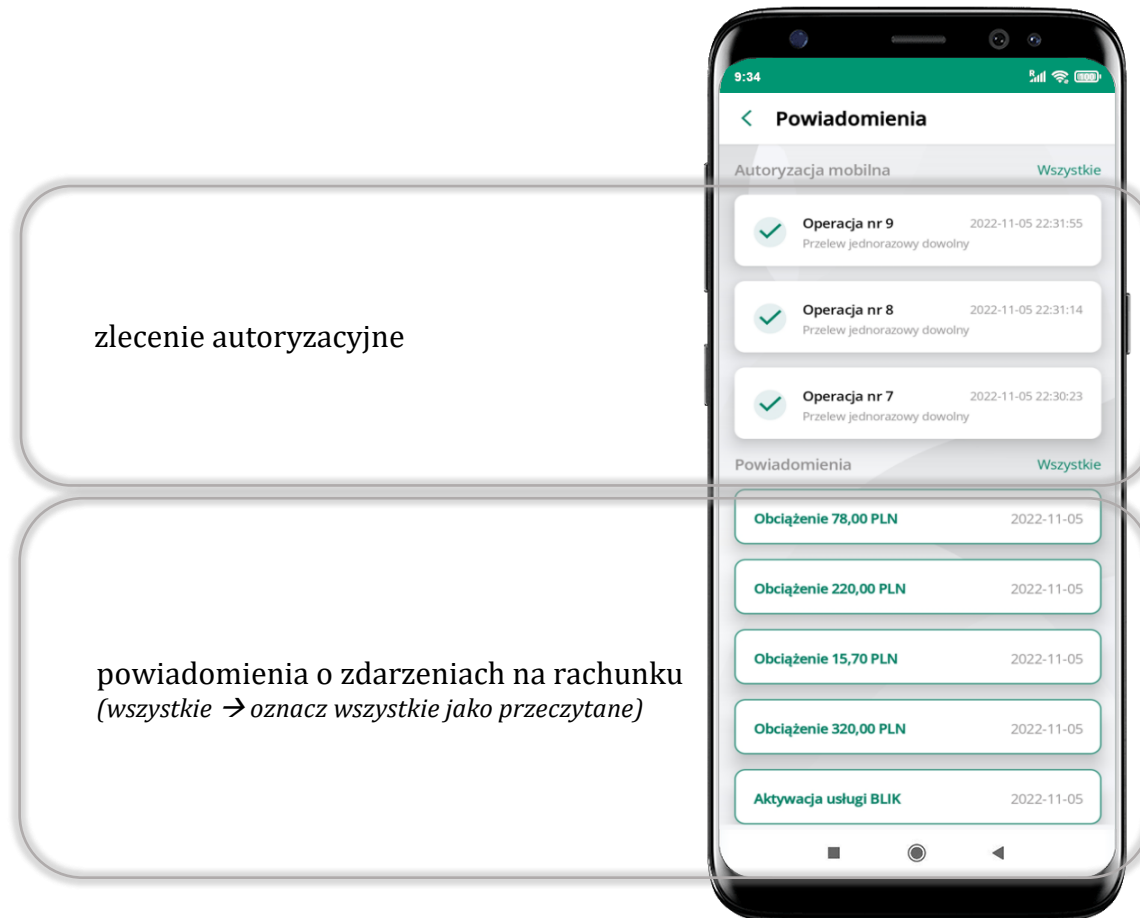 9:34
R
100
Powiadomienia
Autoryzacja mobilna Wszystkie
Operacja nr 9 2022-11-05 22:31:55
Przelew jednorazowy dowolny
zlecenie autoryzacyjne
Operacja nr 8 2022-11-05 22:31:14
Przelew jednorazowy dowolny
Operacja nr 7 2022-11-05 22:30:23
Przelew jednorazowy dowolny
Powiadomienia Wszystkie
Obciążenie 78,00 PLN 2022-11-05
Obciążenie 220,00 PLN 2022-11-05
powiadomienia o zdarzeniach na rachunku
(wszystkie → oznacz wszystkie jako przeczytane)
Obciążenie 15,70 PLN 2022-11-05
Obciążenie 320,00 PLN 2022-11-05
Aktywacja usługi BLIK 2022-11-05